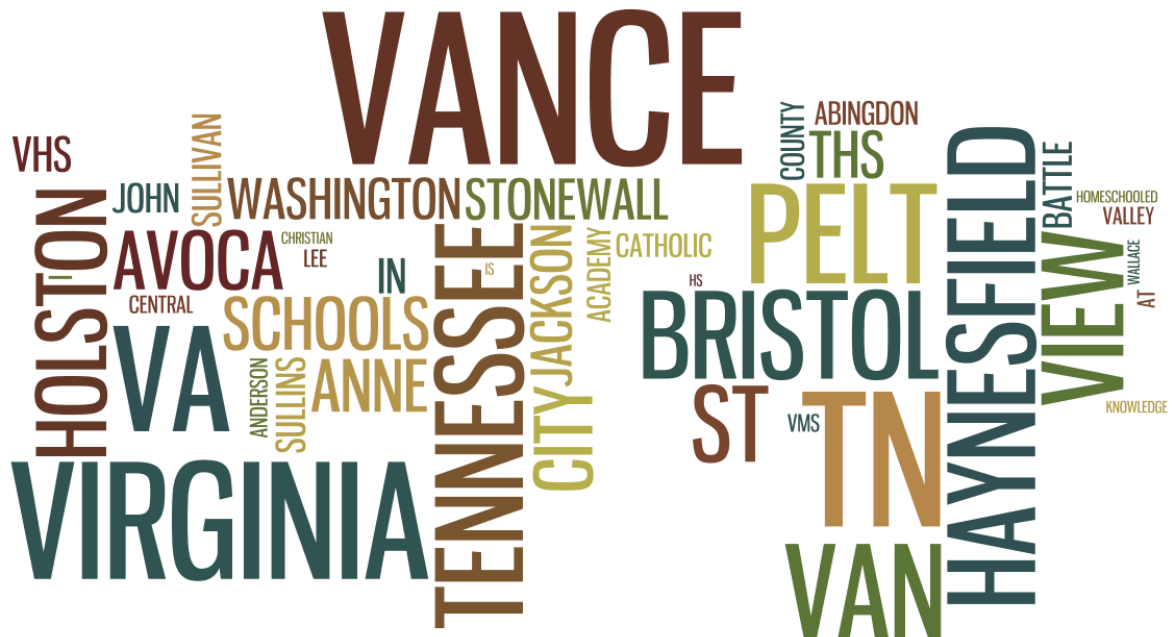 VANCE
VHS
SULLIVAN
COUNTY
ABINGDON
THS
HAYNESFIELD
BATTLE
JOHN
WASHINGTON
STONEWALL
PELT
HOMESCHOOLED
VALLEY
HOLSTON
I
AVOCA
CHRISTIAN
LEE
IN
TENNESSEE
IS
JACKSON
ACADEMY
CATHOLIC
HS
VIEW
WALLACE
AT
CENTRAL
SCHOOLS
BRISTOL
VA
ANDERSON
SULLINS
ANNE
CITY
ST
VMS
TN
KNOWLEDGE
VIRGINIA
VAN